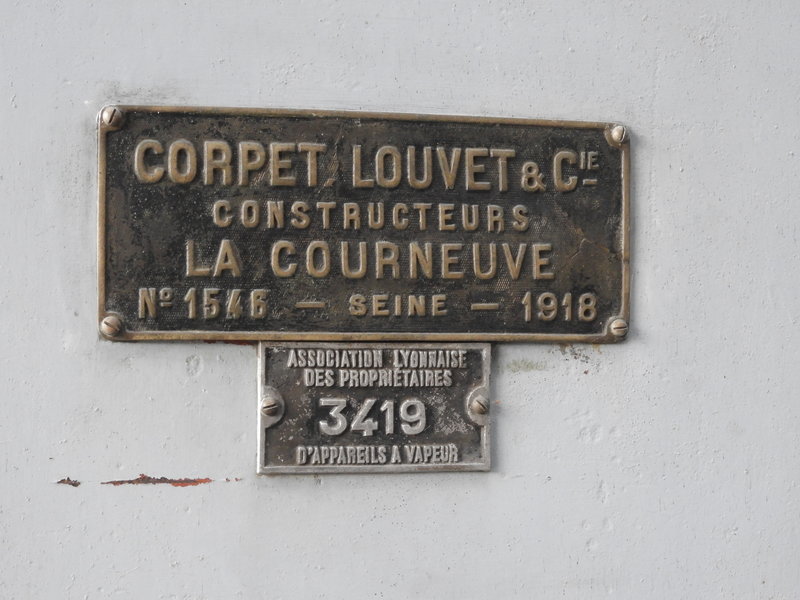 CORPET, LOUVET & CIE
CONSTRUCTEURS
LA COURNEUVE
Nº 1546 — SEINE — 1918
ASSOCIATION LYONNAISE
DES PROPRIÉTAIRES
3419
D'APPAREILS A VAPEUR